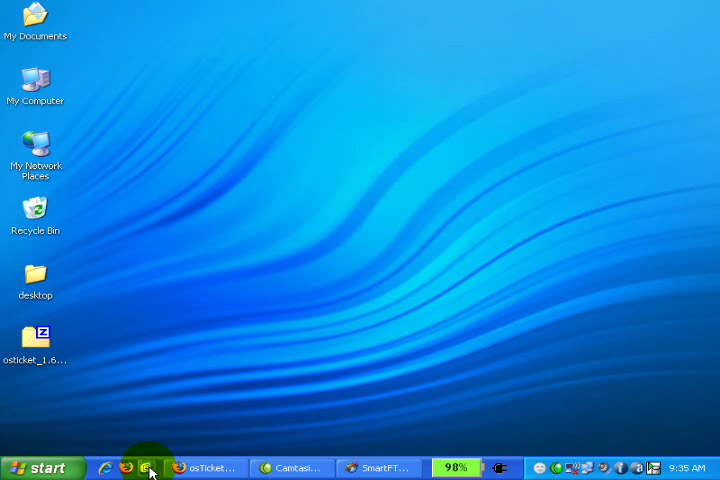 My Documents
My Computer
My Network
Places
Recycle Bin
desktop
osticket_1.6...
start
osTicket...
Camtasi...
SmartFT...
98%
9:35 AM